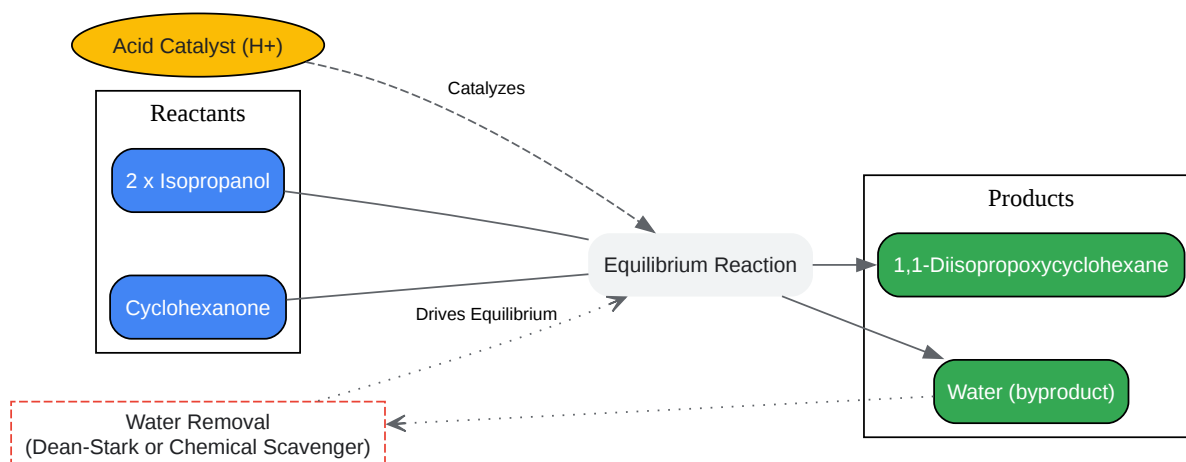 Acid Catalyst (H+)
Catalyzes
Reactants
2 x Isopropanol
Cyclohexanone
Equilibrium Reaction
Drives Equilibrium
Products
1,1-Diisopropoxycyclohexane
Water (byproduct)
Water Removal
(Dean-Stark or Chemical Scavenger)